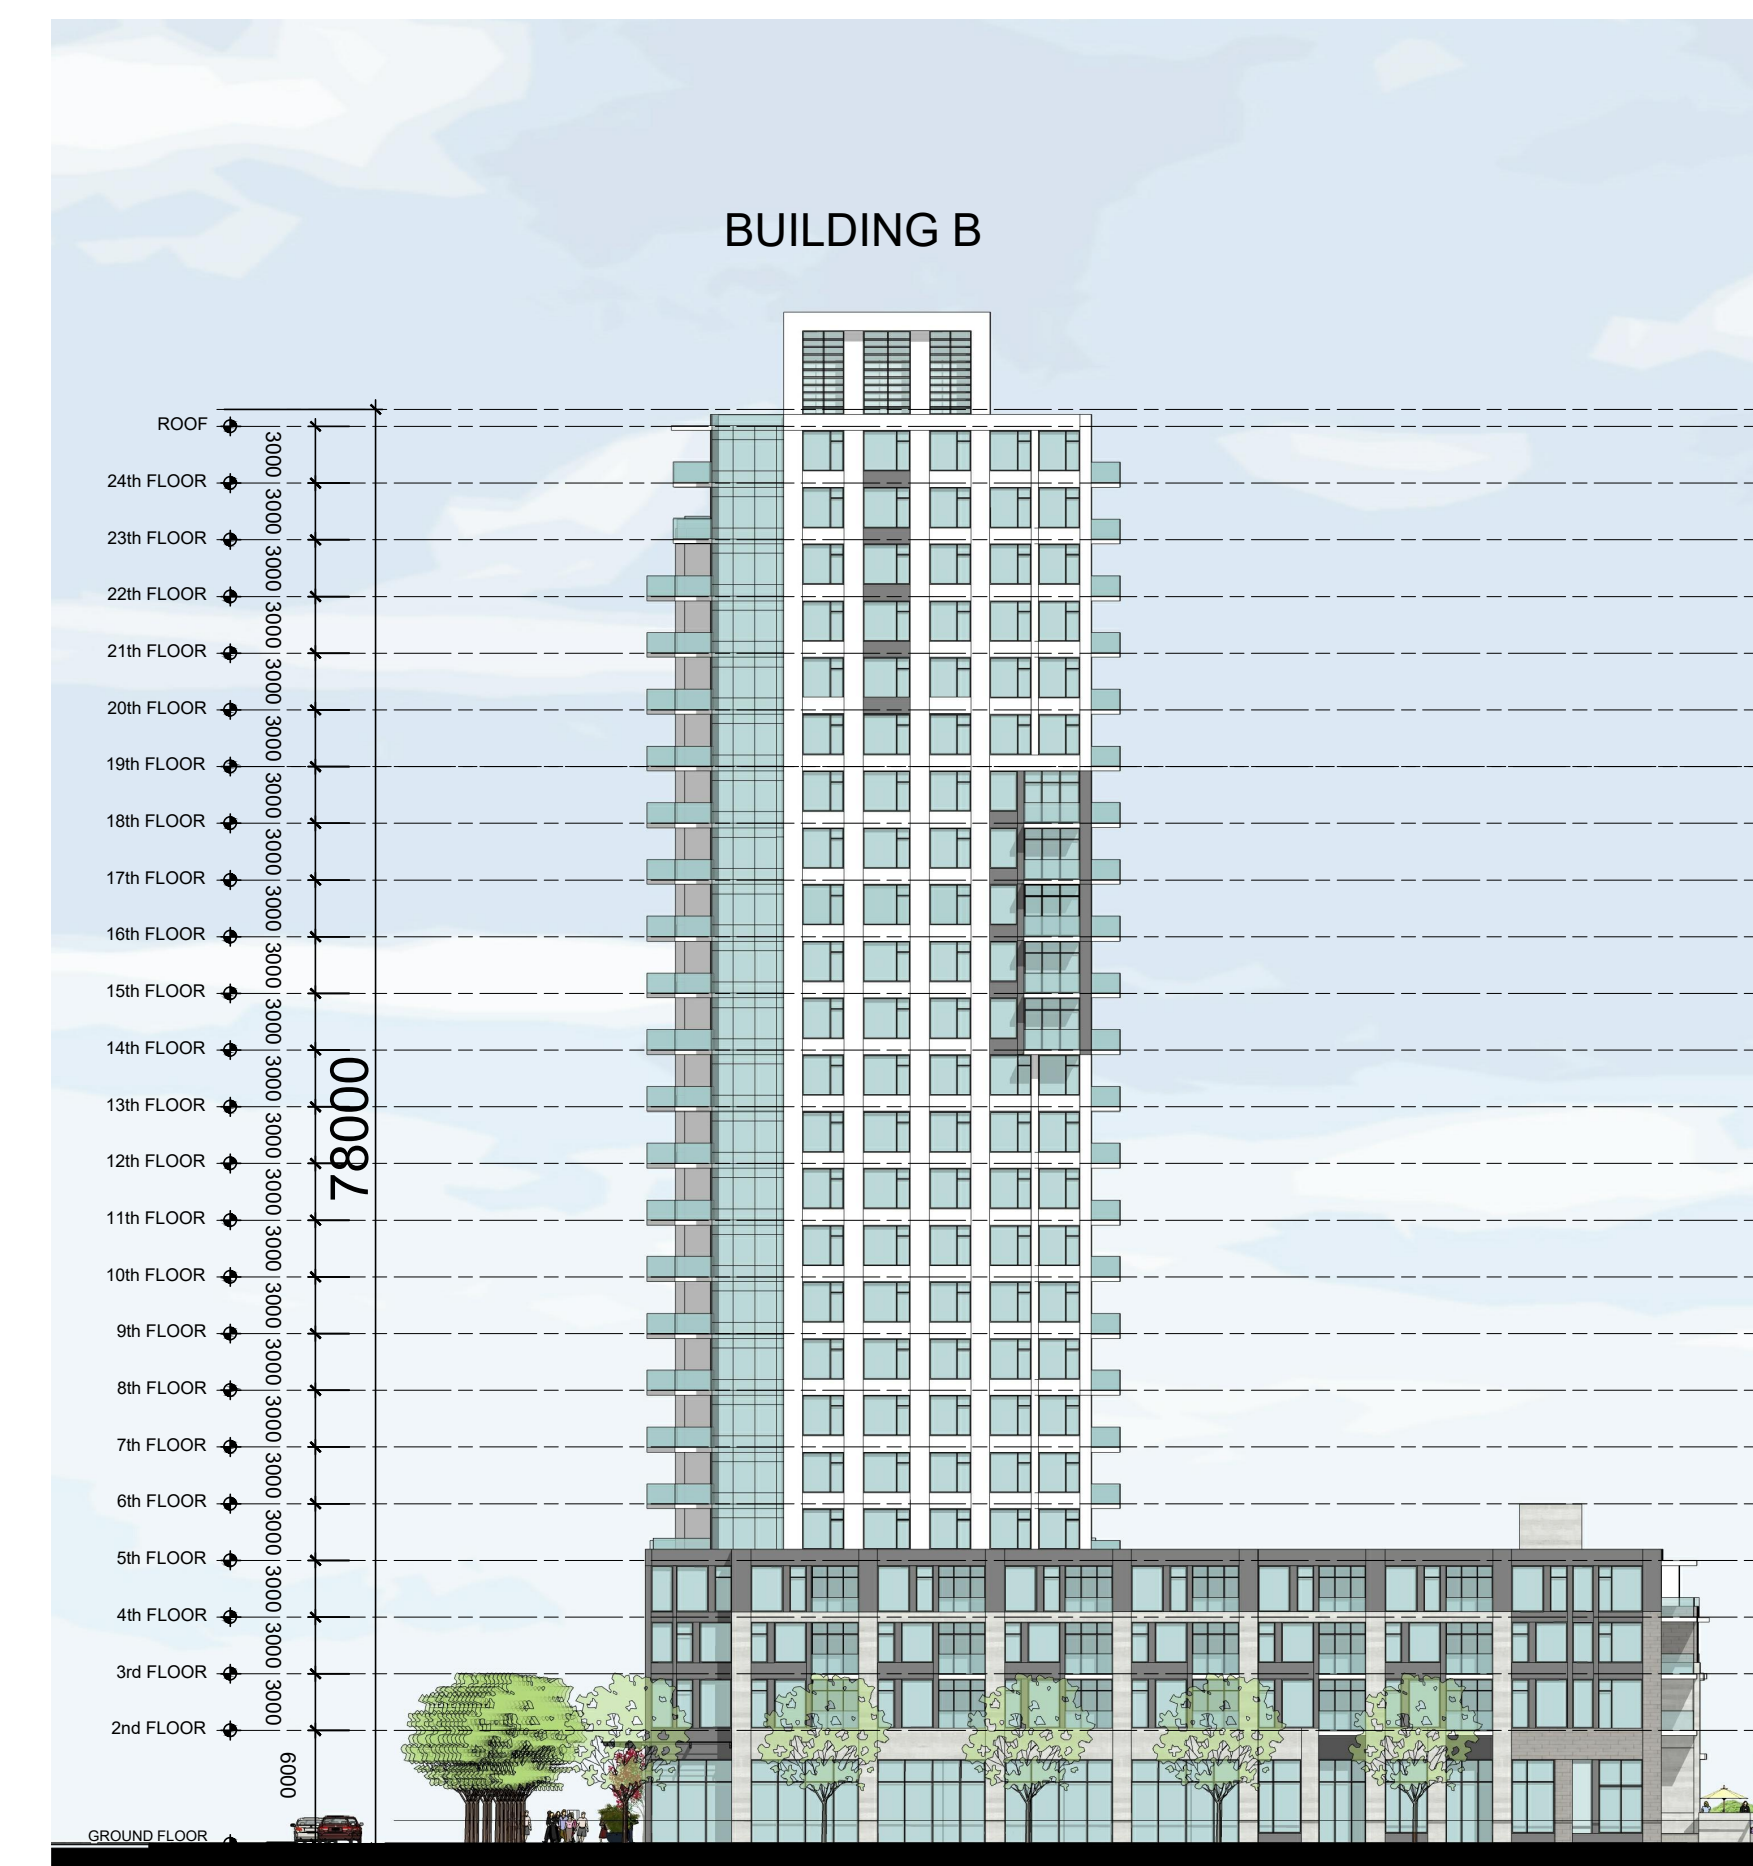 BUILDING B
ROOF
3000
24th FLOOR
3000
23th FLOOR
3000
22th FLOOR
3000
21th FLOOR
3000
20th FLOOR
3000
19th FLOOR
3000
18th FLOOR
3000
17th FLOOR
3000
16th FLOOR
3000
15th FLOOR
3000
14th FLOOR
3000
13th FLOOR
3000
12th FLOOR
3000
11th FLOOR
3000
10th FLOOR
3000
9th FLOOR
3000
8th FLOOR
3000
7th FLOOR
3000
6th FLOOR
3000
5th FLOOR
3000
4th FLOOR
3000
3rd FLOOR
3000
2nd FLOOR
6000
GROUND FLOOR
78000